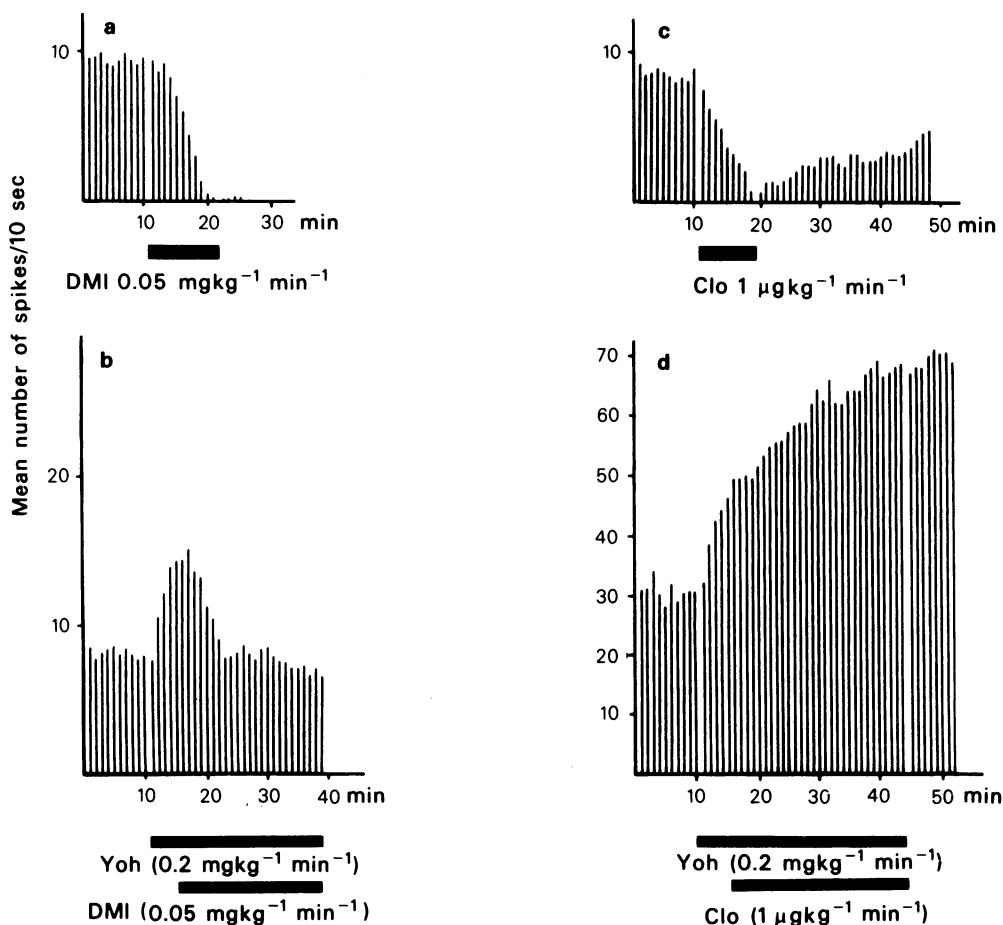 Mean number of spikes/10 sec
a
10
10 20 30 min
DMI 0.05 mgkg⁻¹ min⁻¹
c
10
10 20 30 40 50 min
Clo 1 µgkg⁻¹ min⁻¹
b
20
10
10 20 30 40 min
Yoh (0.2 mgkg⁻¹ min⁻¹)
DMI (0.05 mgkg⁻¹ min⁻¹)
d
70
60
50
40
30
20
10
10 20 30 40 50 min
Yoh (0.2 mgkg⁻¹ min⁻¹)
Clo (1 µgkg⁻¹ min⁻¹)